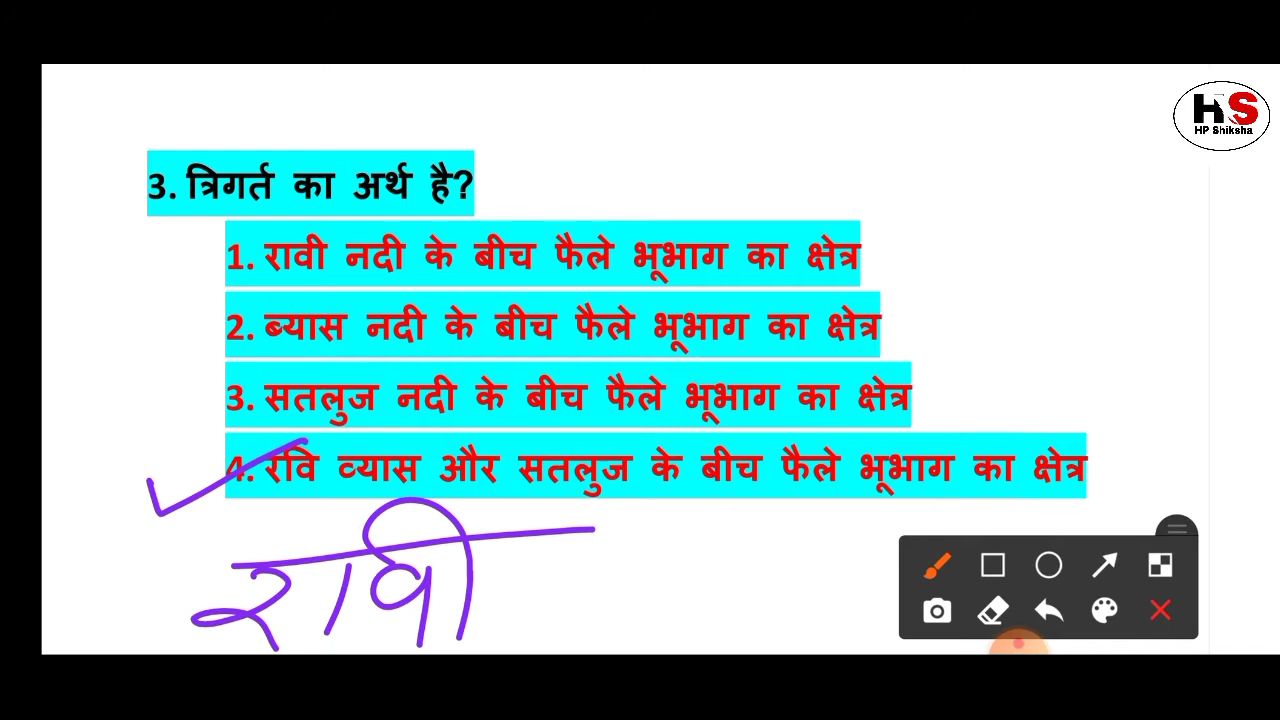 HS
HP Shiksha
3. त्रिगर्त का अर्थ है?
1. रावी नदी के बीच फैले भूभाग का क्षेत्र
2. ब्यास नदी के बीच फैले भूभाग का क्षेत्र
3. सतलुज नदी के बीच फैले भूभाग का क्षेत्र
4. रवि व्यास और सतलुज के बीच फैले भूभाग का क्षेत्र
रावी